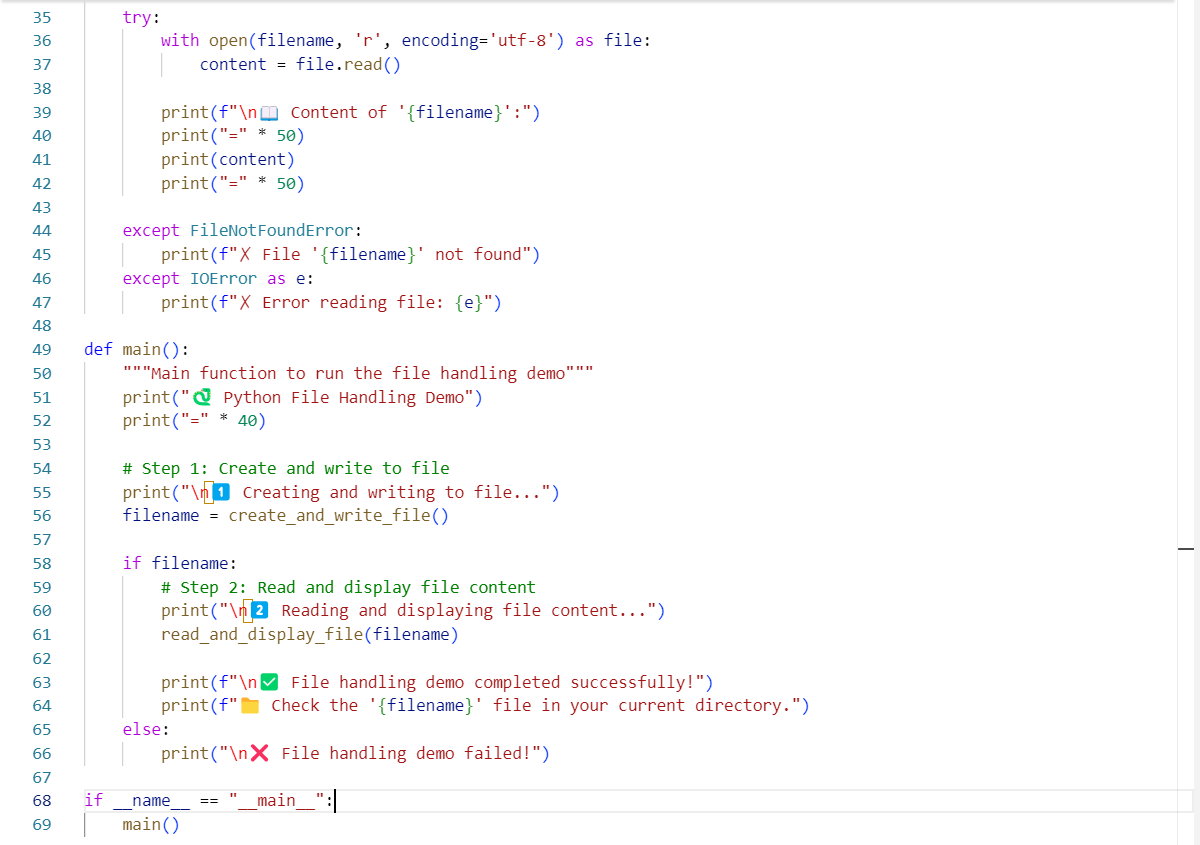 35 try:
36 with open(filename, 'r', encoding='utf-8') as file:
37 content = file.read()
38
39 print(f"\n📖 Content of '{filename}':")
40 print("=" * 50)
41 print(content)
42 print("=" * 50)
43
44 except FileNotFoundError:
45 print(f"✗ File '{filename}' not found")
46 except IOError as e:
47 print(f"✗ Error reading file: {e}")
48
49 def main():
50 """Main function to run the file handling demo"""
51 print("🐍 Python File Handling Demo")
52 print("=" * 40)
53
54 # Step 1: Create and write to file
55 print("\n1️⃣ Creating and writing to file...")
56 filename = create_and_write_file()
57
58 if filename:
59 # Step 2: Read and display file content
60 print("\n2️⃣ Reading and displaying file content...")
61 read_and_display_file(filename)
62
63 print(f"\n✅ File handling demo completed successfully!")
64 print(f"📁 Check the '{filename}' file in your current directory.")
65 else:
66 print("\n❌ File handling demo failed!")
67
68 if __name__ == "__main__":
69 main()